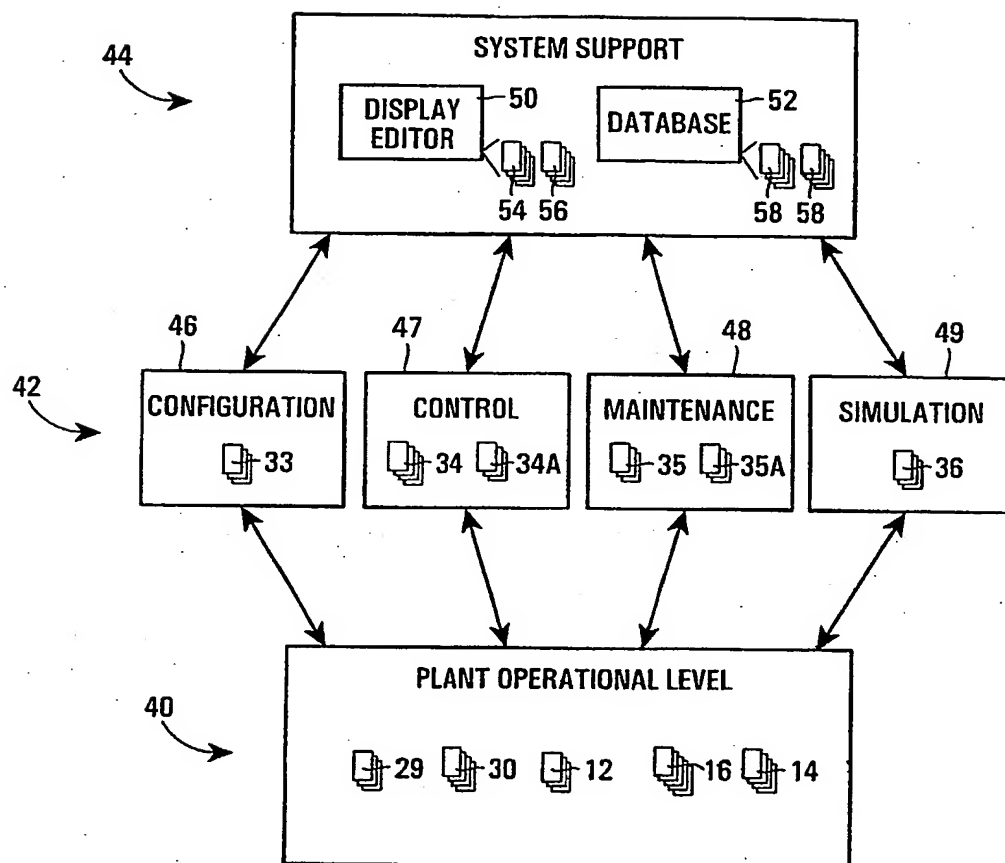 SYSTEM SUPPORT
44
DISPLAY
EDITOR
50
DATABASE
52
54 56
58 58
46
47
48
49
42
CONFIGURATION
33
CONTROL
34 34A
MAINTENANCE
35 35A
SIMULATION
36
PLANT OPERATIONAL LEVEL
40
29 30 12 16 14